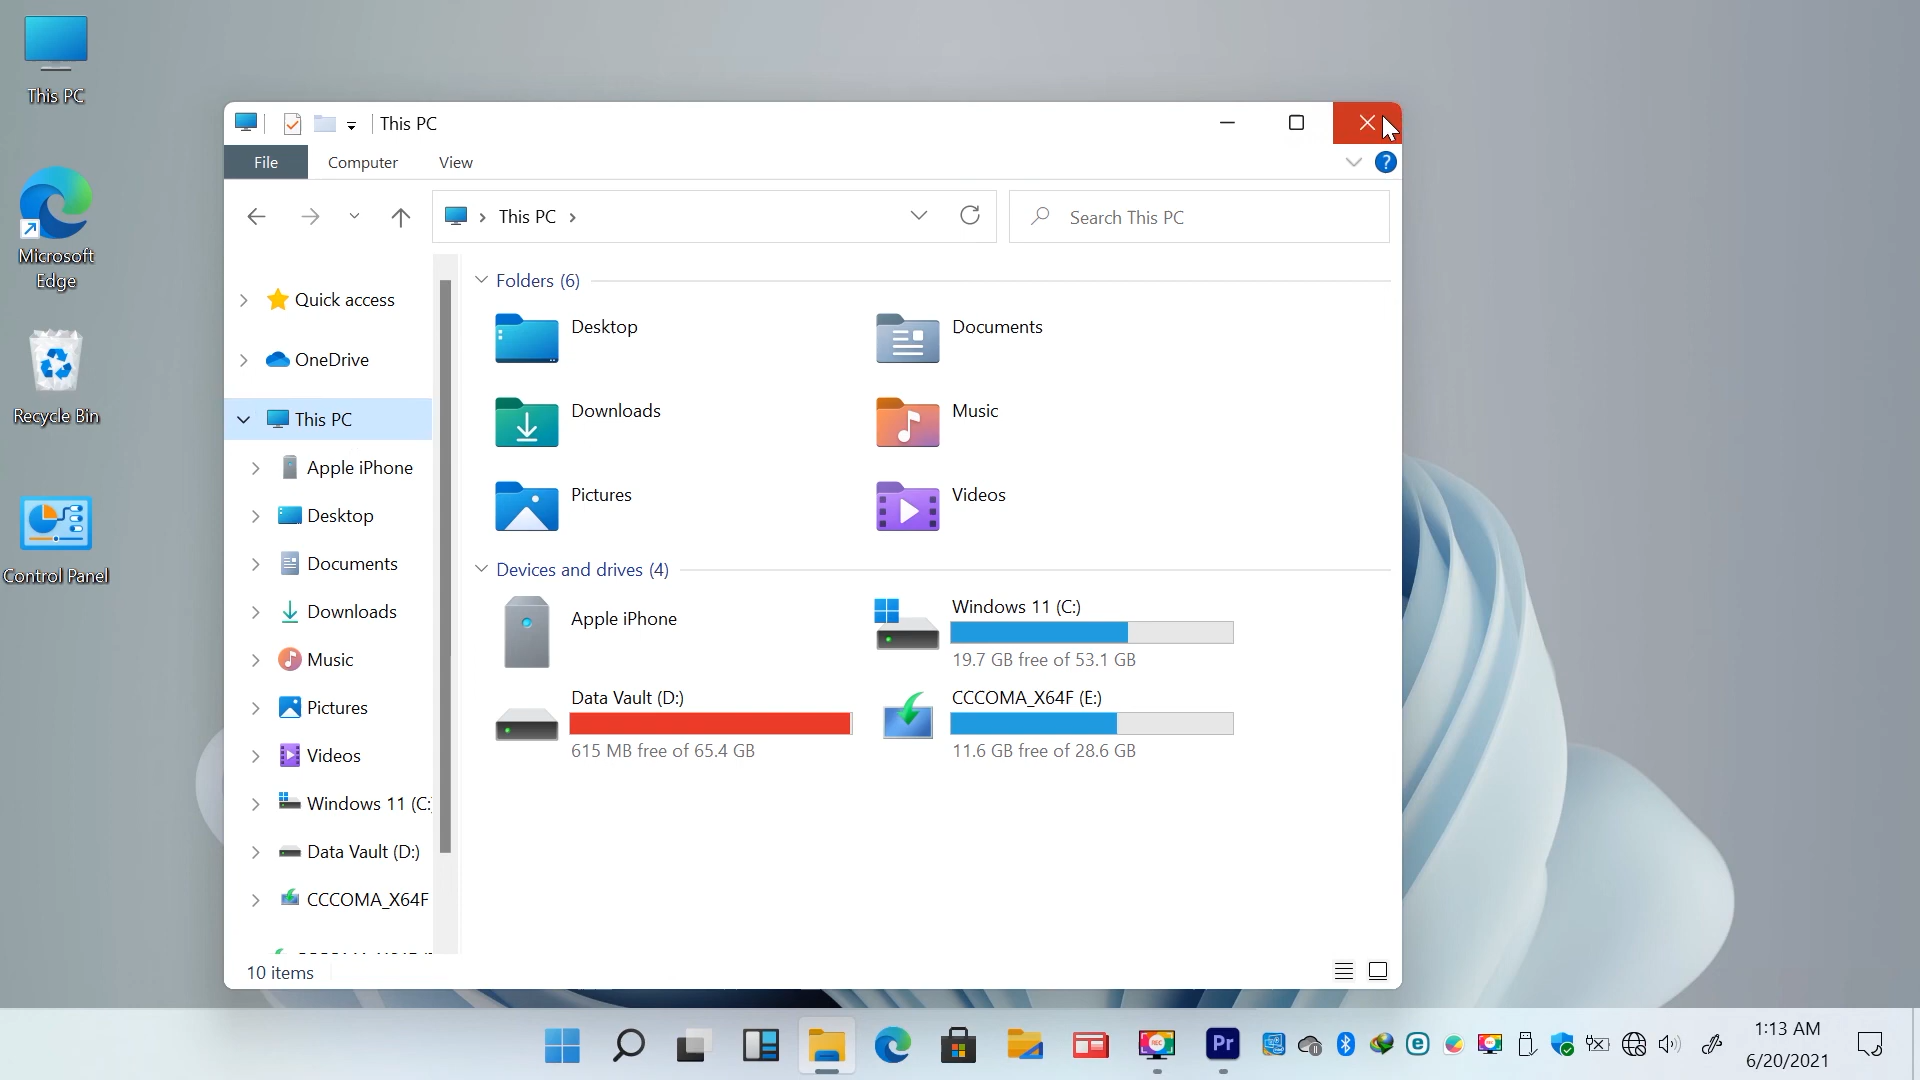 This PC
Microsoft
Edge
Recycle Bin
Control Panel
This PC
File
Computer
View
This PC
Search This PC
Quick access
OneDrive
This PC
Apple iPhone
Desktop
Documents
Downloads
Music
Pictures
Videos
Windows 11 (C:
Data Vault (D:)
CCCOMA_X64F
Folders (6)
Desktop
Documents
Downloads
Music
Pictures
Videos
Devices and drives (4)
Apple iPhone
Windows 11 (C:)
19.7 GB free of 53.1 GB
Data Vault (D:)
615 MB free of 65.4 GB
CCCOMA_X64F (E:)
11.6 GB free of 28.6 GB
10 items
REC
Pr
1:13 AM
6/20/2021